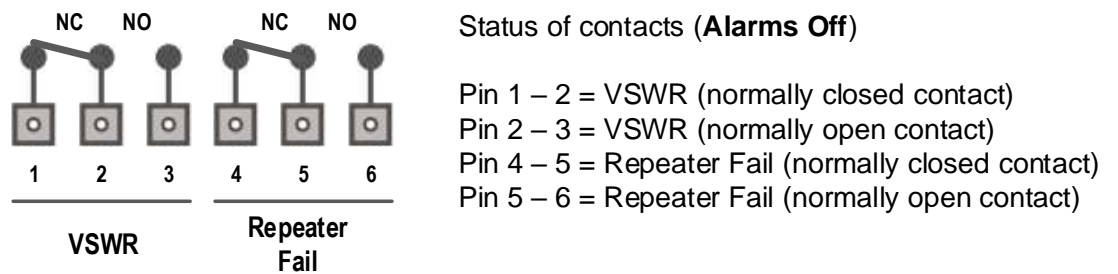 NC NO NC NO
1 2 3 4 5 6
VSWR Repeater
Fail
Status of contacts (Alarms Off)
Pin 1 – 2 = VSWR (normally closed contact)
Pin 2 – 3 = VSWR (normally open contact)
Pin 4 – 5 = Repeater Fail (normally closed contact)
Pin 5 – 6 = Repeater Fail (normally open contact)